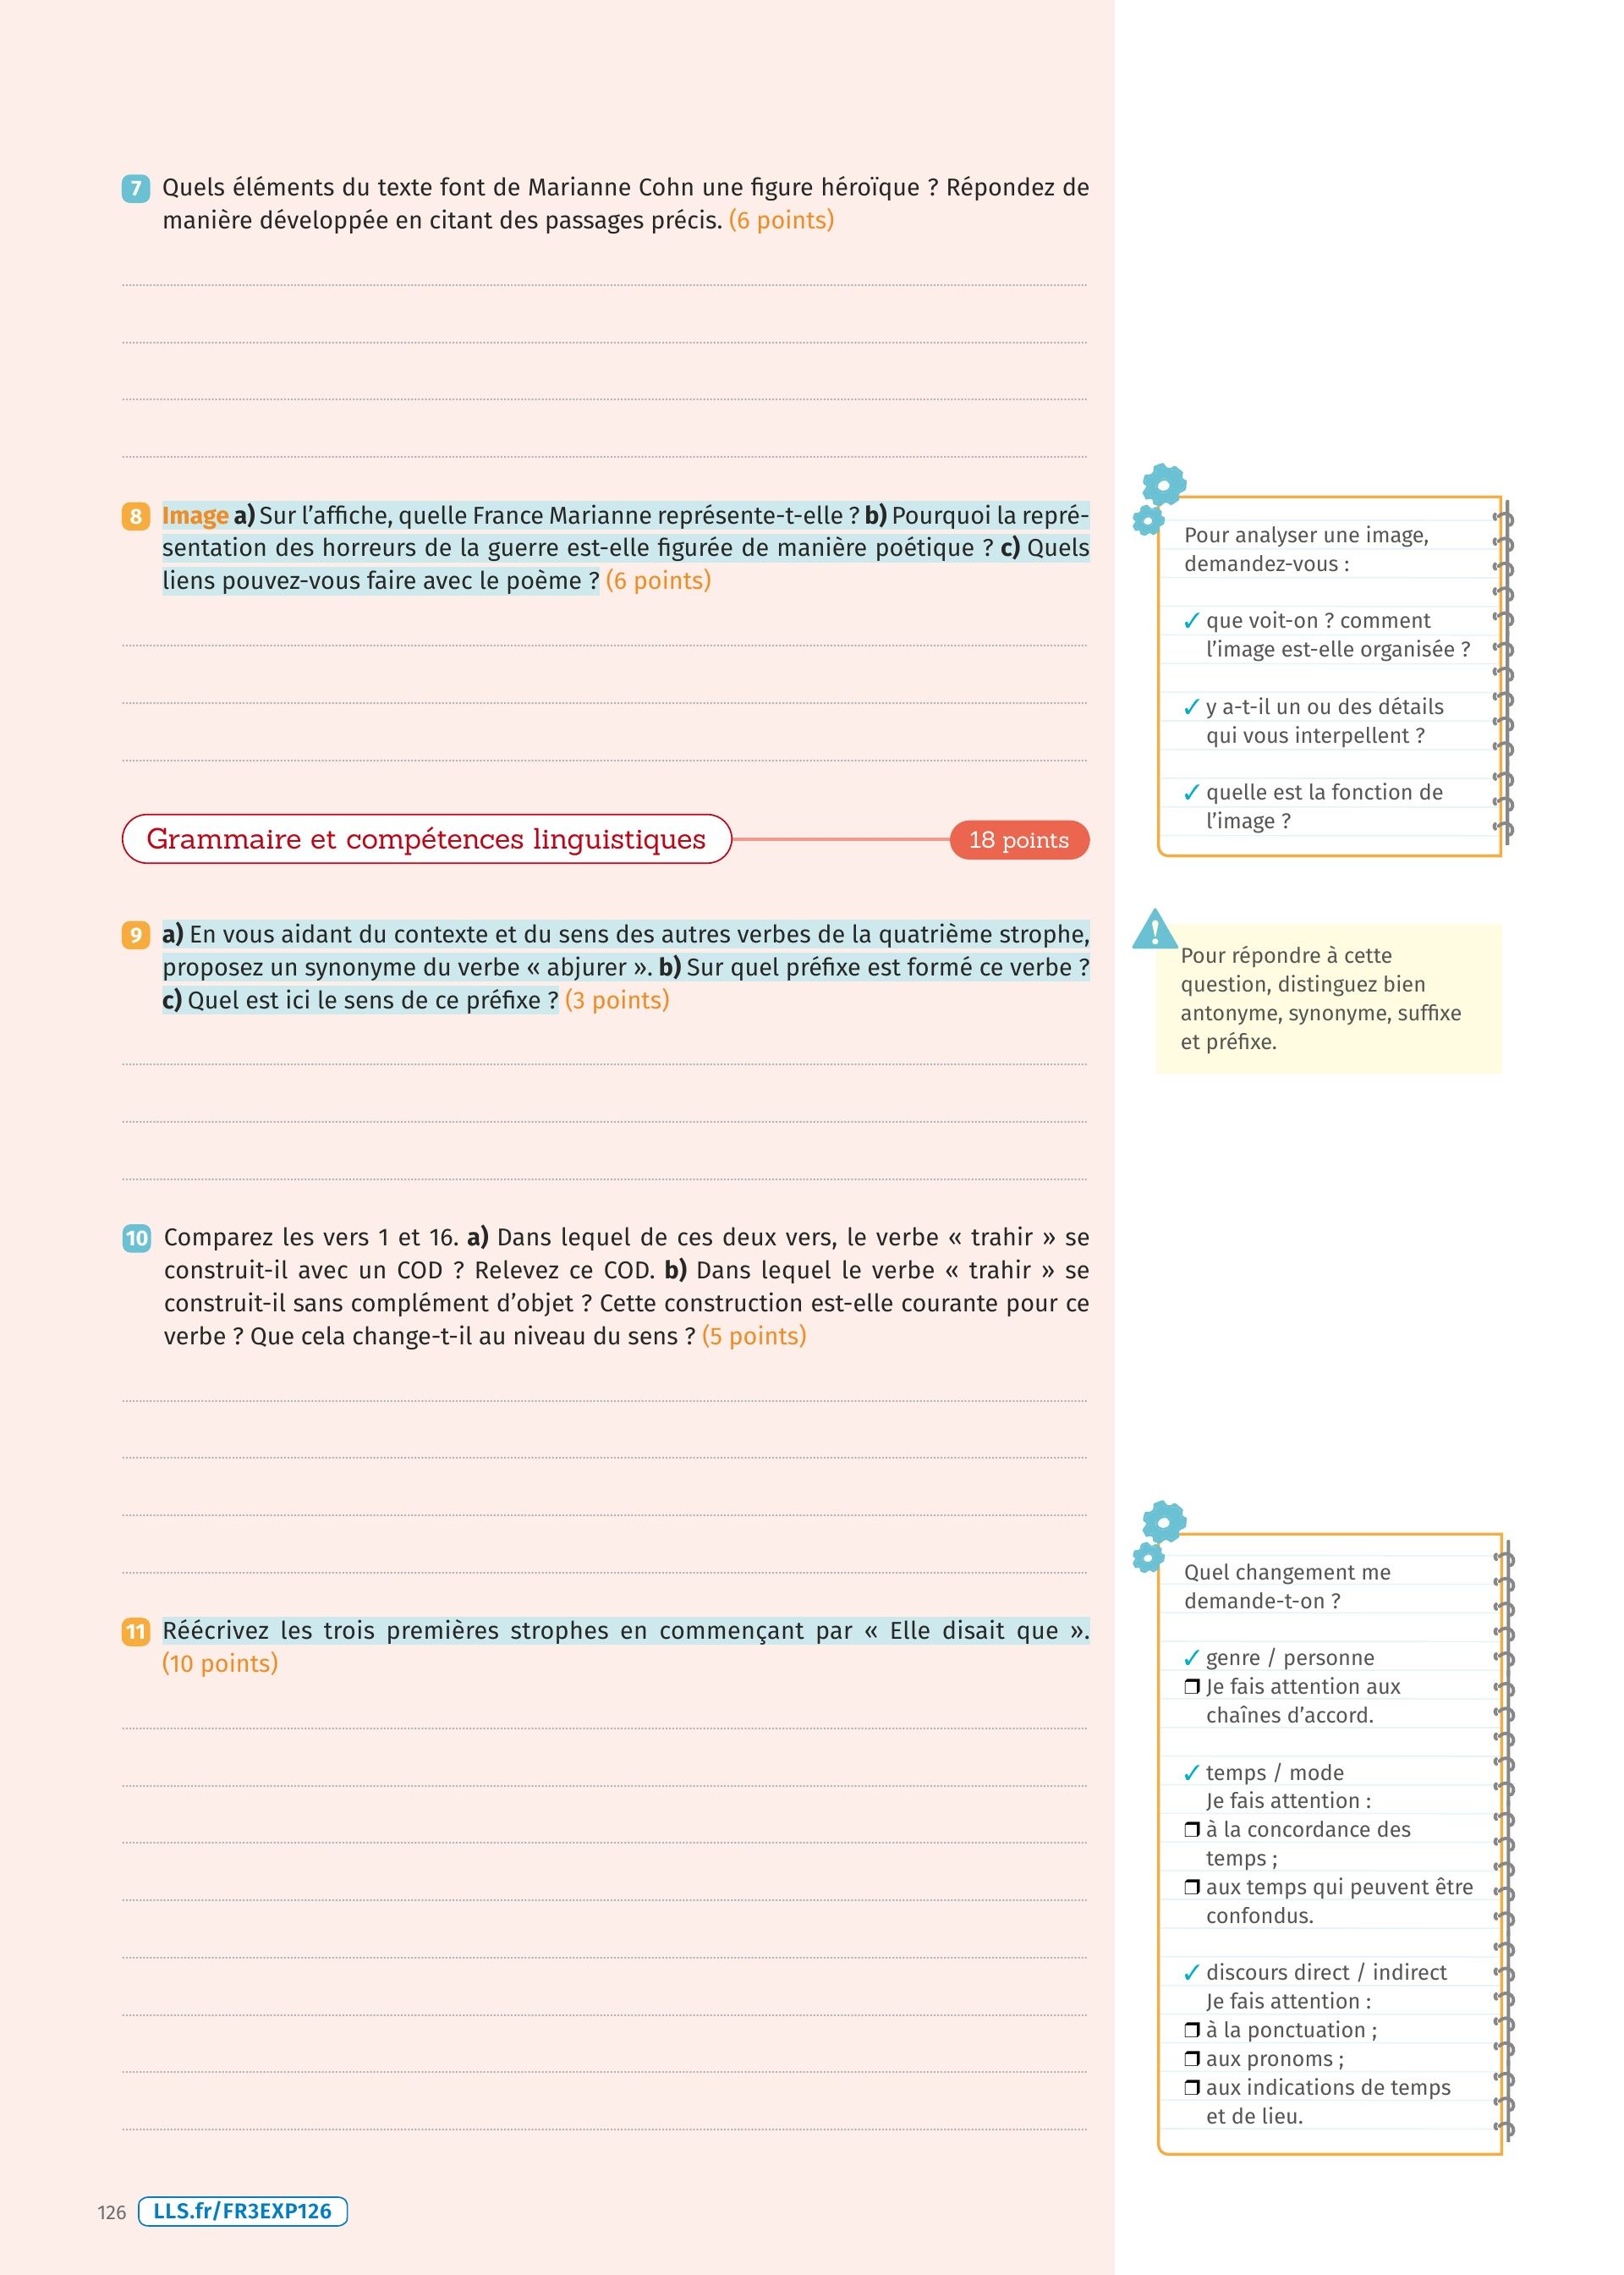 7 Quels éléments du texte font de Marianne Cohn une figure héroïque ? Répondez de
manière développée en citant des passages précis. (6 points)
8 Image a) Sur l’affiche, quelle France Marianne représente-t-elle ? b) Pourquoi la repré-
sentation des horreurs de la guerre est-elle figurée de manière poétique ? c) Quels
liens pouvez-vous faire avec le poème ? (6 points)
Pour analyser une image,
demandez-vous :
✓ que voit-on ? comment
l’image est-elle organisée ?
✓ y a-t-il un ou des détails
qui vous interpellent ?
✓ quelle est la fonction de
l’image ?
Grammaire et compétences linguistiques
18 points
9 a) En vous aidant du contexte et du sens des autres verbes de la quatrième strophe,
proposez un synonyme du verbe « abjurer ». b) Sur quel préfixe est formé ce verbe ?
c) Quel est ici le sens de ce préfixe ? (3 points)
!
Pour répondre à cette
question, distinguez bien
antonyme, synonyme, suffixe
et préfixe.
10 Comparez les vers 1 et 16. a) Dans lequel de ces deux vers, le verbe « trahir » se
construit-il avec un COD ? Relevez ce COD. b) Dans lequel le verbe « trahir » se
construit-il sans complément d’objet ? Cette construction est-elle courante pour ce
verbe ? Que cela change-t-il au niveau du sens ? (5 points)
11 Réécrivez les trois premières strophes en commençant par « Elle disait que ».
(10 points)
Quel changement me
demande-t-on ?
✓ genre / personne
❒ Je fais attention aux
chaînes d’accord.
✓ temps / mode
Je fais attention :
❒ à la concordance des
temps ;
❒ aux temps qui peuvent être
confondus.
✓ discours direct / indirect
Je fais attention :
❒ à la ponctuation ;
❒ aux pronoms ;
❒ aux indications de temps
et de lieu.
126 LLS.fr/FR3EXP126